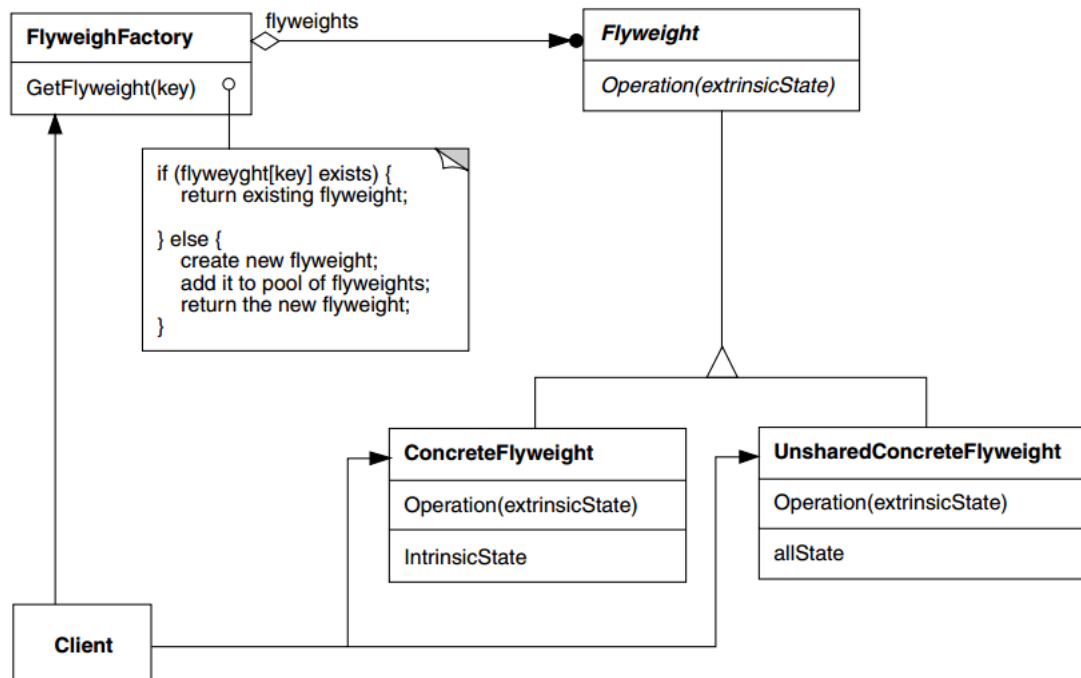 flyweights
FlyweighFactory
GetFlyweight(key)
Flyweight
Operation(extrinsicState)
if (flyweyght[key] exists) {
return existing flyweight;
} else {
create new flyweight;
add it to pool of flyweights;
return the new flyweight;
}
ConcreteFlyweight
Operation(extrinsicState)
IntrinsicState
UnsharedConcreteFlyweight
Operation(extrinsicState)
allState
Client